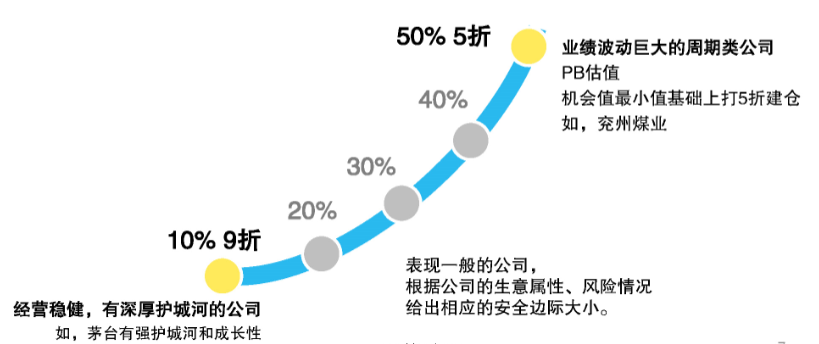 50% 5折
业绩波动巨大的周期类公司
PB估值
机会值最小值基础上打5折建仓
如，兖州煤业
40%
30%
20%
10% 9折
经营稳健，有深厚护城河的公司
如，茅台有强护城河和成长性
表现一般的公司，
根据公司的生意属性、风险情况
给出相应的安全边际大小。